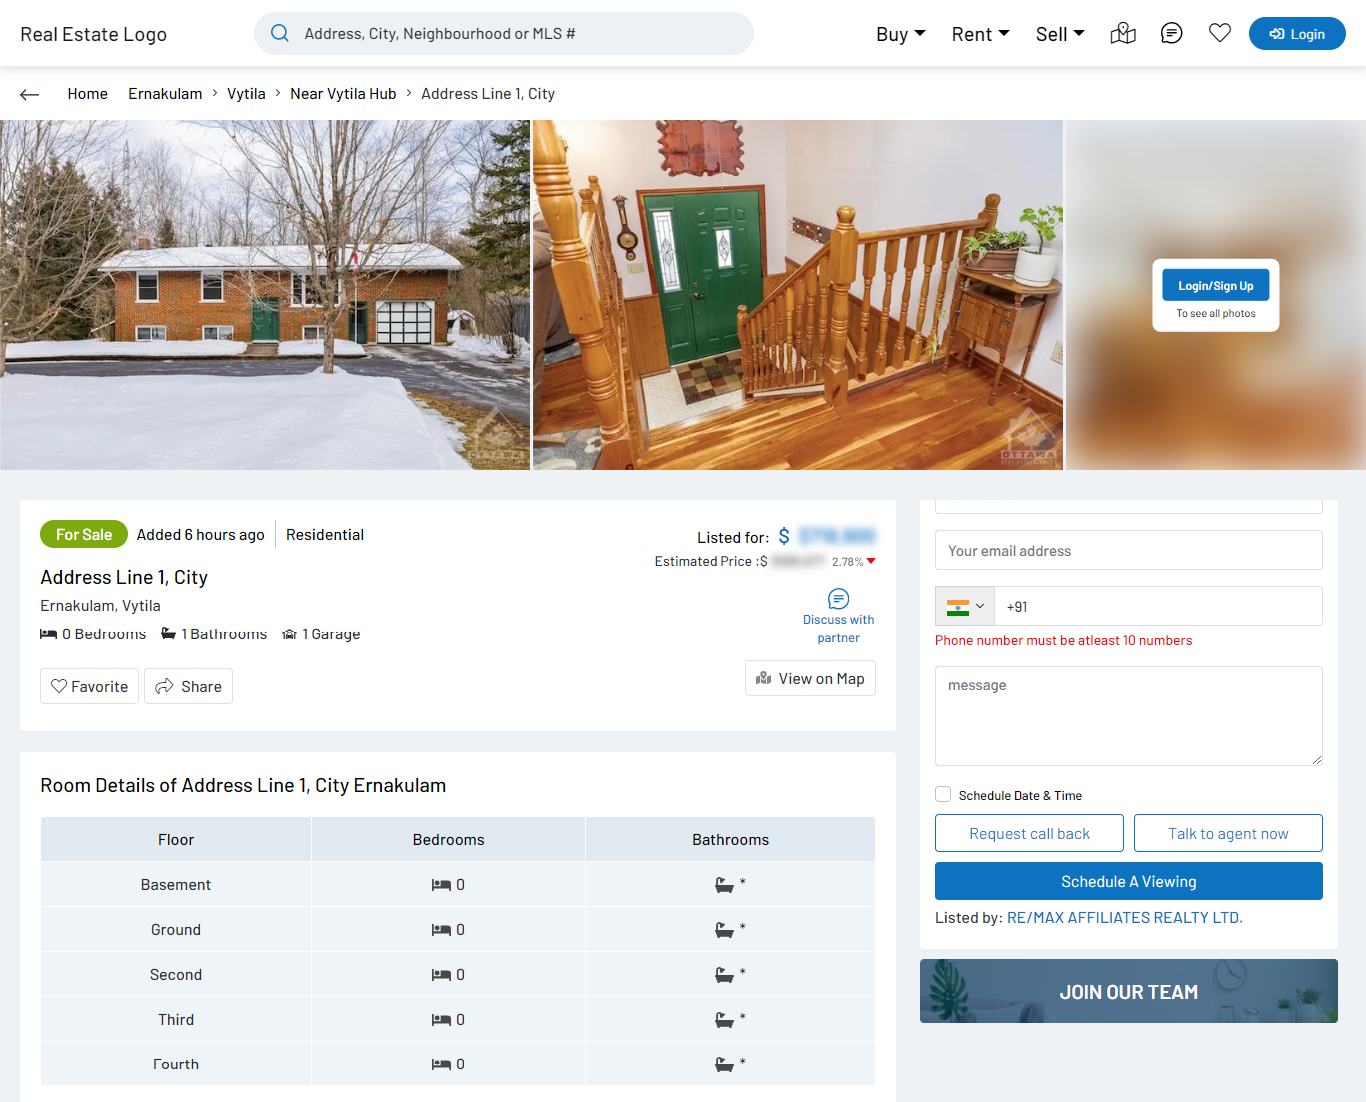 Real Estate Logo
Address, City, Neighbourhood or MLS #
Buy
Rent
Sell
Login
Home
Ernakulam
Vytila
Near Vytila Hub
Address Line 1, City
OTTAWA
Login/Sign Up
To see all photos
For Sale
Added 6 hours ago
Residential
Address Line 1, City
Ernakulam, Vytila
0 Bedrooms
1 Bathrooms
1 Garage
Favorite
Share
Listed for: $
Estimated Price :$
2.78%
Discuss with
partner
View on Map
Room Details of Address Line 1, City Ernakulam
Floor Bedrooms Bathrooms
Basement 0 *
Ground 0 *
Second 0 *
Third 0 *
Fourth 0 *
Your email address
+91
Phone number must be atleast 10 numbers
message
Schedule Date & Time
Request call back
Talk to agent now
Schedule A Viewing
Listed by: RE/MAX AFFILIATES REALTY LTD.
JOIN OUR TEAM